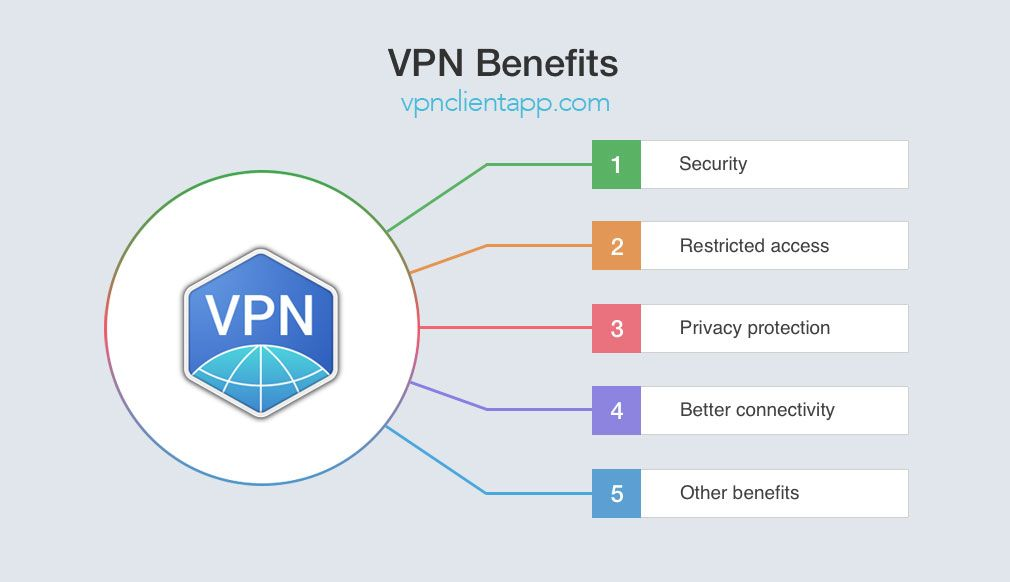 VPN Benefits
vpnclientapp.com
VPN
1 Security
2 Restricted access
3 Privacy protection
4 Better connectivity
5 Other benefits